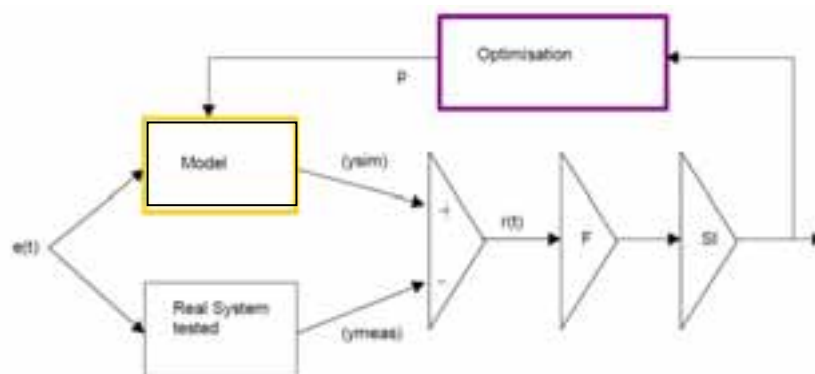 Optimisation
p
Model
(ysim)
+
e(t)
r(t)
F
SI
-
Real System
tested
(ymeas)